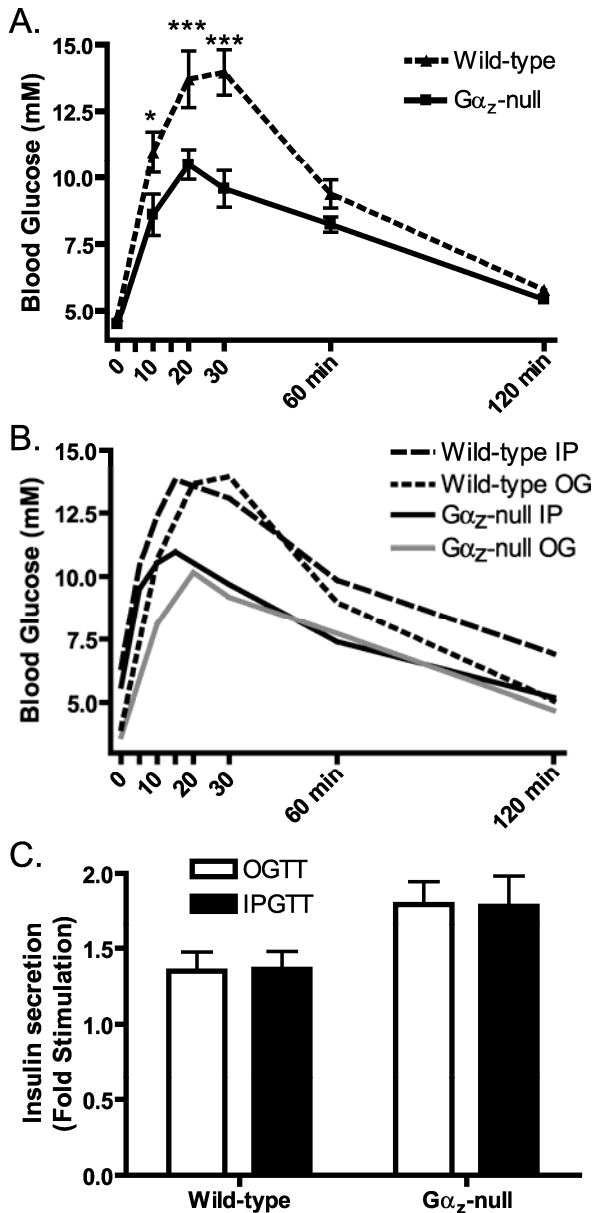 A.
*** ***
*
15.0
12.5
10.0
7.5
5.0
Blood Glucose (mM)
Wild-type
Gαz-null
0 10 20 30 60 min 120 min
B.
15.0
12.5
10.0
7.5
5.0
Blood Glucose (mM)
Wild-type IP
Wild-type OG
Gαz-null IP
Gαz-null OG
0 10 20 30 60 min 120 min
C.
2.0
1.5
1.0
0.5
0.0
Insulin secretion
(Fold Stimulation)
OGTT
IPGTT
Wild-type Gαz-null